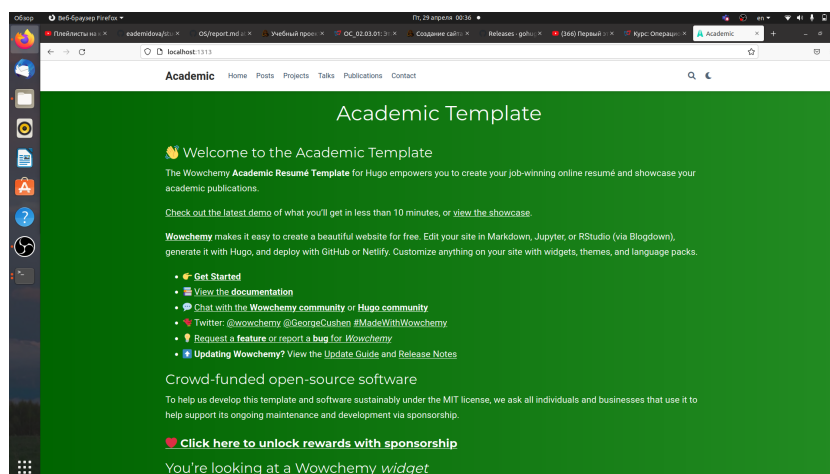 Обзор Веб-браузер Firefox Пт, 29 апреля 00:36 en
Плейлисты на eademidova/stu OS/report.md at Учебный проек ОС_02.03.01: Эт Создание сайта Releases - gohug (366) Первый эт Курс: Операцио Academic
localhost:1313
Academic Home Posts Projects Talks Publications Contact
Academic Template
Welcome to the Academic Template
The Wowchemy Academic Resumé Template for Hugo empowers you to create your job-winning online resumé and showcase your
academic publications.
Check out the latest demo of what you'll get in less than 10 minutes, or view the showcase.
Wowchemy makes it easy to create a beautiful website for free. Edit your site in Markdown, Jupyter, or RStudio (via Blogdown),
generate it with Hugo, and deploy with GitHub or Netlify. Customize anything on your site with widgets, themes, and language packs.
Get Started
View the documentation
Chat with the Wowchemy community or Hugo community
Twitter: @wowchemy @GeorgeCushen #MadeWithWowchemy
Request a feature or report a bug for Wowchemy
Updating Wowchemy? View the Update Guide and Release Notes
Crowd-funded open-source software
To help us develop this template and software sustainably under the MIT license, we ask all individuals and businesses that use it to
help support its ongoing maintenance and development via sponsorship.
Click here to unlock rewards with sponsorship
You're looking at a Wowchemy widget